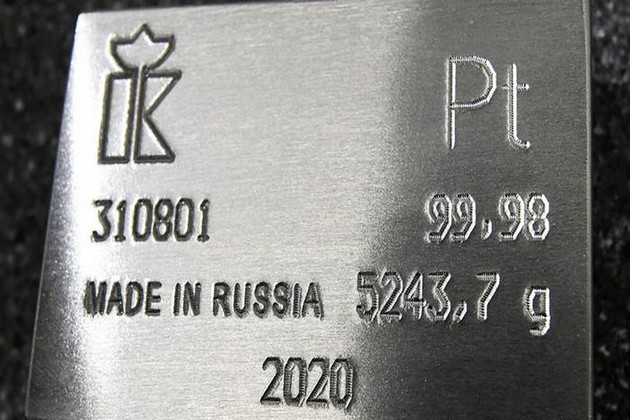 K Pt
310801 99,98
MADE IN RUSSIA 5243,7 g
2020